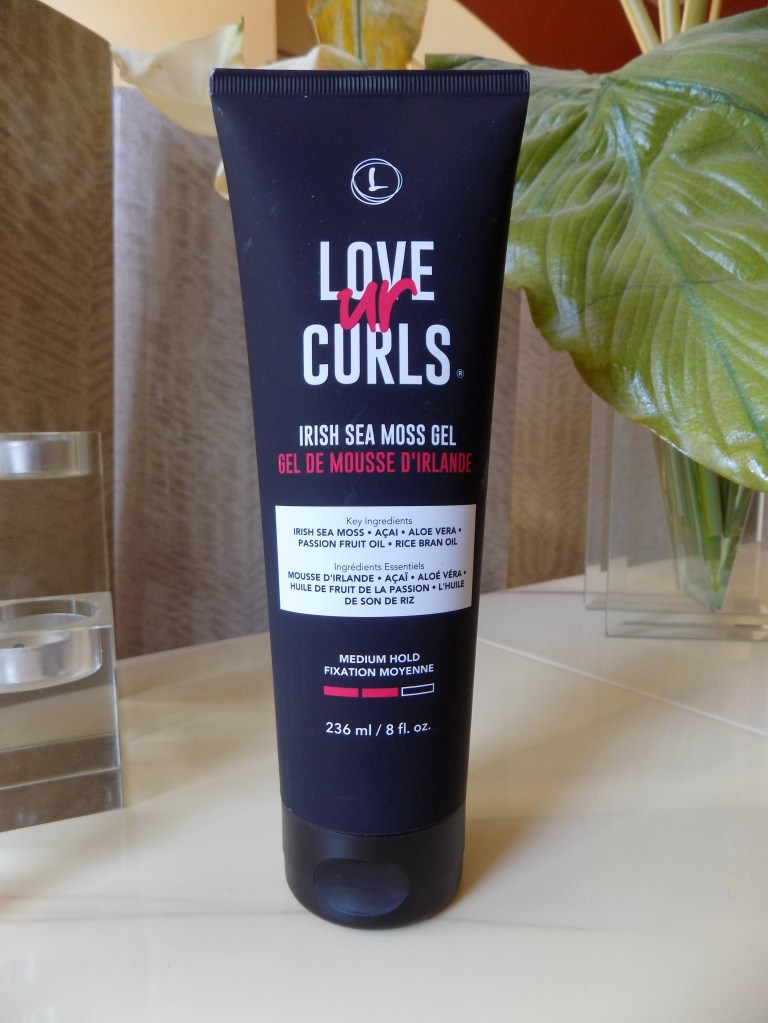 L
LOVE
ur
CURLS®
IRISH SEA MOSS GEL
GEL DE MOUSSE D'IRLANDE
Key Ingredients
IRISH SEA MOSS • AÇAI • ALOE VERA •
PASSION FRUIT OIL • RICE BRAN OIL
Ingrédients Essentiels
MOUSSE D'IRLANDE • AÇAÏ • ALOÉ VÉRA •
HUILE DE FRUIT DE LA PASSION • L'HUILE
DE SON DE RIZ
MEDIUM HOLD
FIXATION MOYENNE
236 ml / 8 fl. oz.